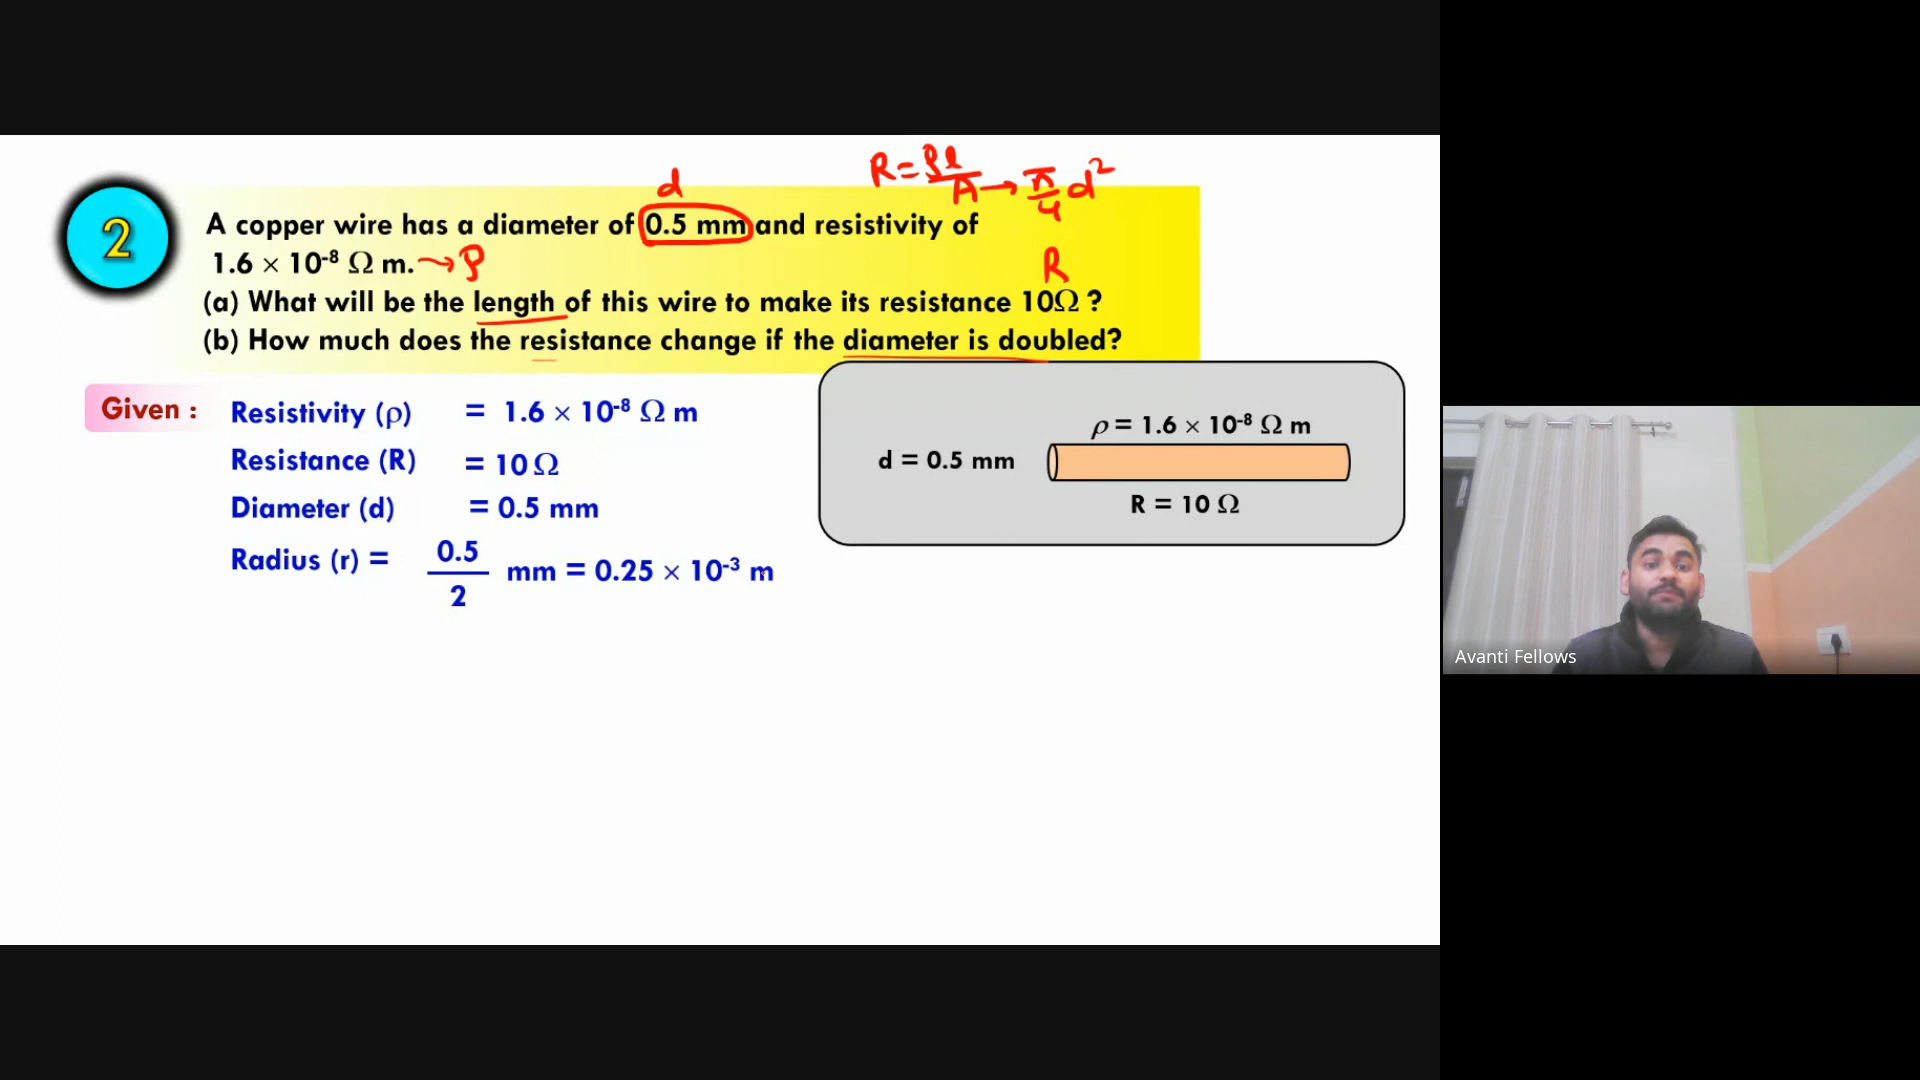 d
R = ρl/A → π/4 d²
2
A copper wire has a diameter of 0.5 mm and resistivity of
1.6 × 10⁻⁸ Ω m. → ρ
R
(a) What will be the length of this wire to make its resistance 10Ω ?
(b) How much does the resistance change if the diameter is doubled?
Given :
Resistivity (ρ) = 1.6 × 10⁻⁸ Ω m
Resistance (R) = 10 Ω
Diameter (d) = 0.5 mm
Radius (r) = 0.5/2 mm = 0.25 × 10⁻³ m
ρ = 1.6 × 10⁻⁸ Ω m
d = 0.5 mm
R = 10 Ω
Avanti Fellows